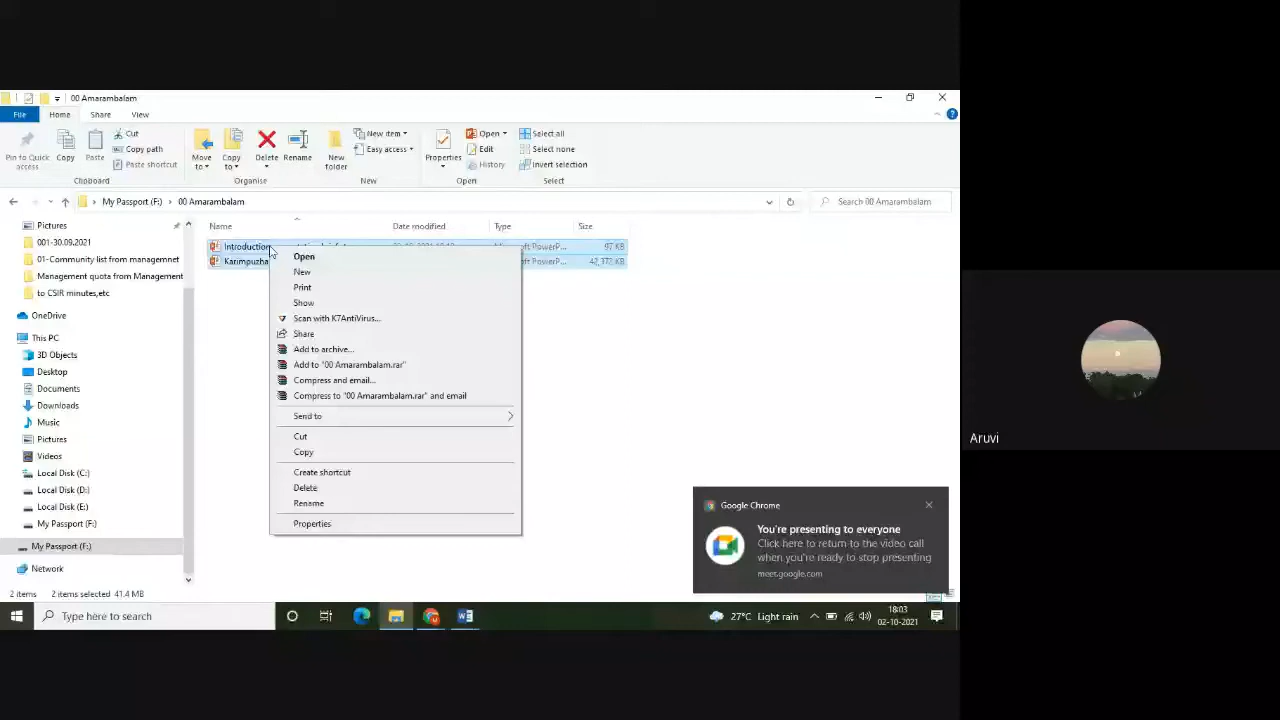 00 Amarambalam
File Home Share View
Pin to Quick access
Copy
Paste
Cut
Copy path
Paste shortcut
Clipboard
Move to
Copy to
Delete
Rename
Organise
New folder
New item
Easy access
New
Properties
Open
Edit
History
Open
Select all
Select none
Invert selection
Select
My Passport (F:) 00 Amarambalam
Search 00 Amarambalam
Name Date modified Type Size
Introduction PowerP... 97 KB
Karimpuzha PowerP... 42,372 KB
Pictures
001-30.09.2021
01-Community list from management
Management quota from Management
to CSIR minutes,etc
OneDrive
This PC
3D Objects
Desktop
Documents
Downloads
Music
Pictures
Videos
Local Disk (C:)
Local Disk (D:)
Local Disk (E:)
My Passport (F:)
My Passport (F:)
Network
Open
New
Print
Show
Scan with K7AntiVirus...
Share
Add to archive...
Add to "00 Amarambalam.rar"
Compress and email...
Compress to "00 Amarambalam.rar" and email
Send to
Cut
Copy
Create shortcut
Delete
Rename
Properties
Google Chrome
You're presenting to everyone
Click here to return to the video call
when you're ready to stop presenting
meet.google.com
2 items 2 items selected 41.4 MB
Type here to search
27°C Light rain
18:03
02-10-2021
Aruvi